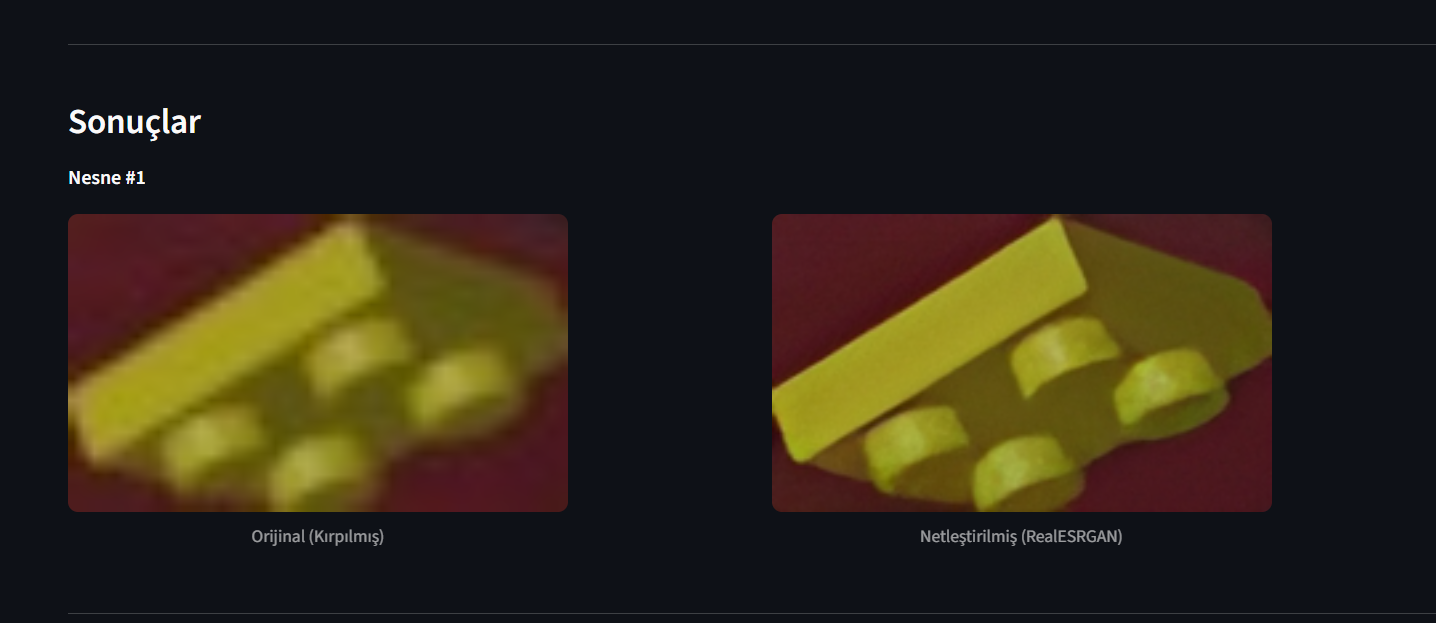 Sonuçlar
Nesne #1
Orijinal (Kırpılmış)
Netleştirilmiş (RealESRGAN)